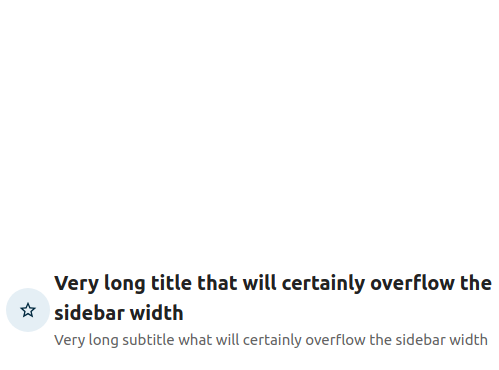 Very long title that will certainly overflow the
sidebar width
Very long subtitle what will certainly overflow the sidebar width